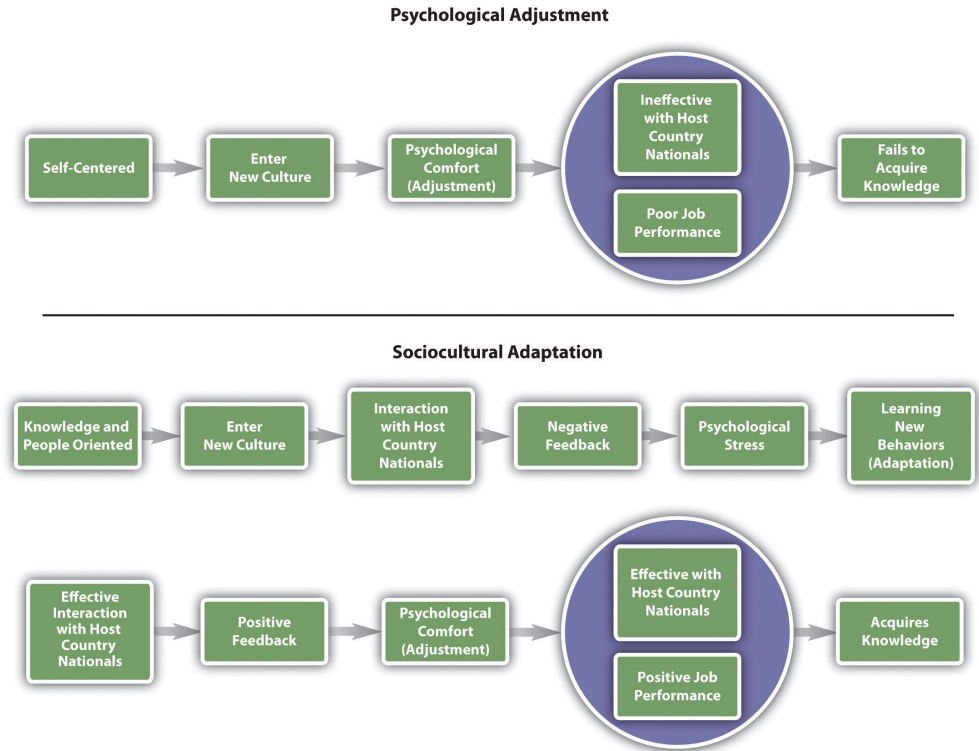 Psychological Adjustment
Self-Centered
Enter
New Culture
Psychological
Comfort
(Adjustment)
Ineffective
with Host
Country
Nationals
Poor Job
Performance
Fails to
Acquire
Knowledge
Sociocultural Adaptation
Knowledge and
People Oriented
Enter
New Culture
Interaction
with Host
Country
Nationals
Negative
Feedback
Psychological
Stress
Learning
New
Behaviors
(Adaptation)
Effective
Interaction
with Host
Country
Nationals
Positive
Feedback
Psychological
Comfort
(Adjustment)
Effective with
Host Country
Nationals
Positive Job
Performance
Acquires
Knowledge